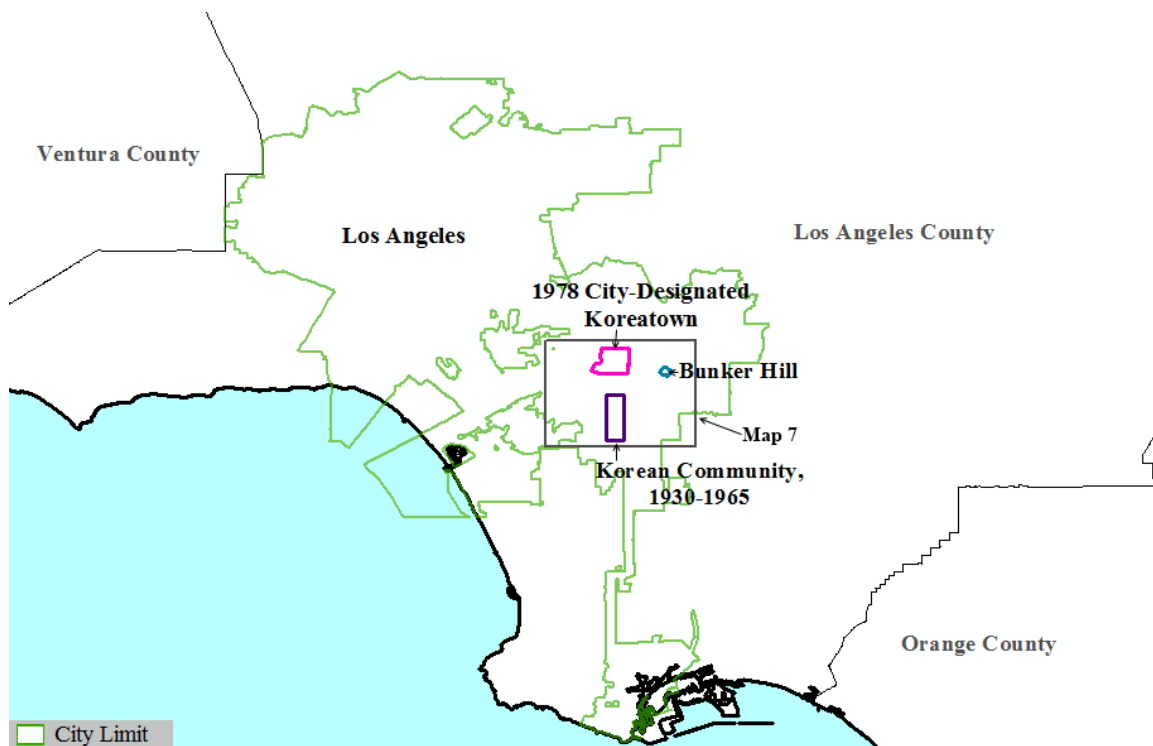 Ventura County
Los Angeles
Los Angeles County
1978 City-Designated
Koreatown
Bunker Hill
Map 7
Korean Community,
1930-1965
Orange County
City Limit